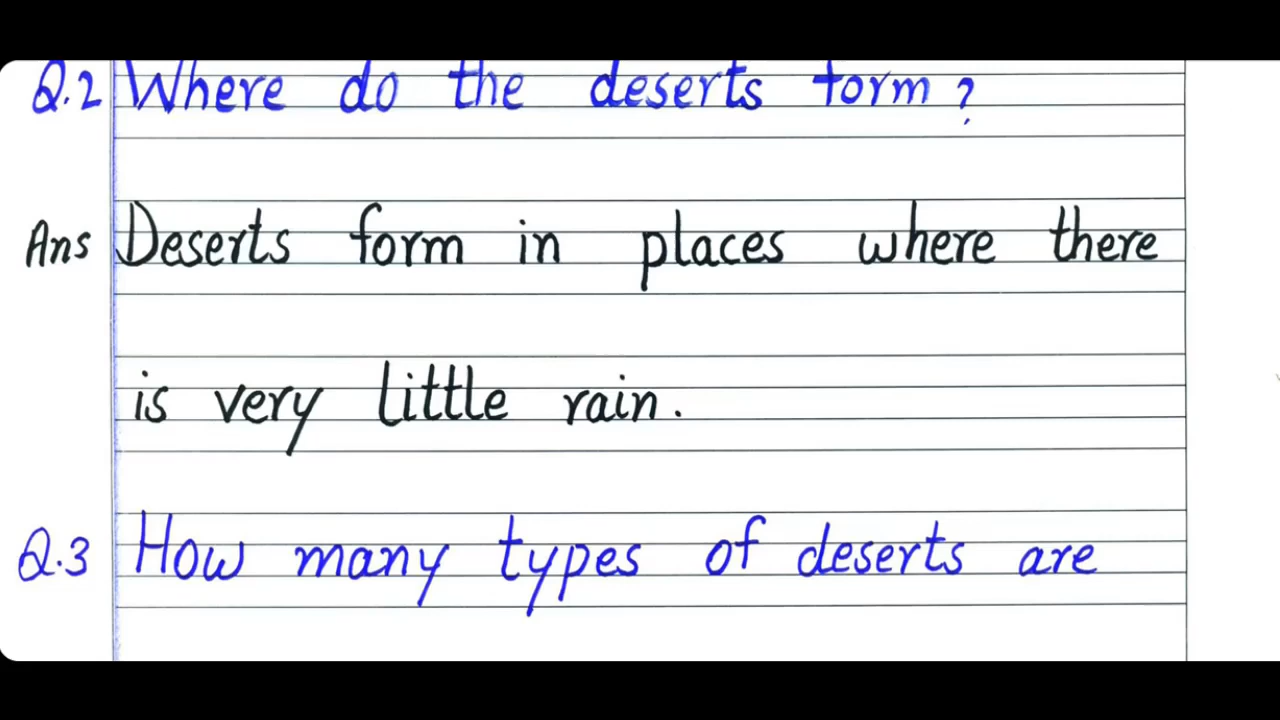 Q.2 Where do the deserts form?
Ans Deserts form in places where there
is very little rain.
Q.3 How many types of deserts are